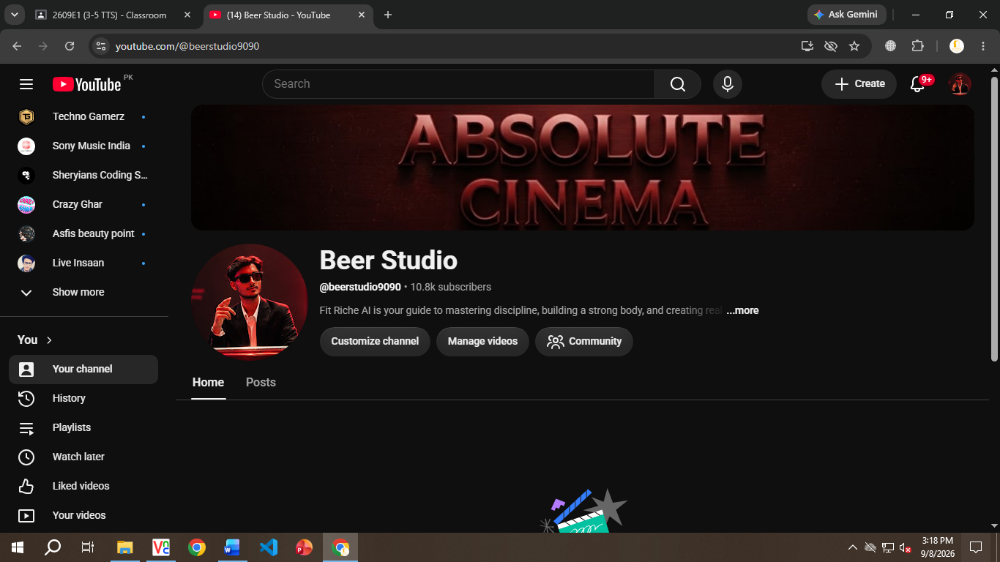 2609E1 (3-5 TTS) - Classroom
(14) Beer Studio - YouTube
Ask Gemini
youtube.com/@beerstudio9090
YouTube PK
Search
Create
9+
Techno Gamerz
Sony Music India
Sheryians Coding S...
Crazy Ghar
Asfis beauty point
Live Insaan
Show more
You
Your channel
History
Playlists
Watch later
Liked videos
Your videos
ABSOLUTE
CINEMA
Beer Studio
@beerstudio9090 • 10.8k subscribers
Fit Riche AI is your guide to mastering discipline, building a strong body, and creating real ...more
Customize channel
Manage videos
Community
Home
Posts
3:18 PM
9/8/2026